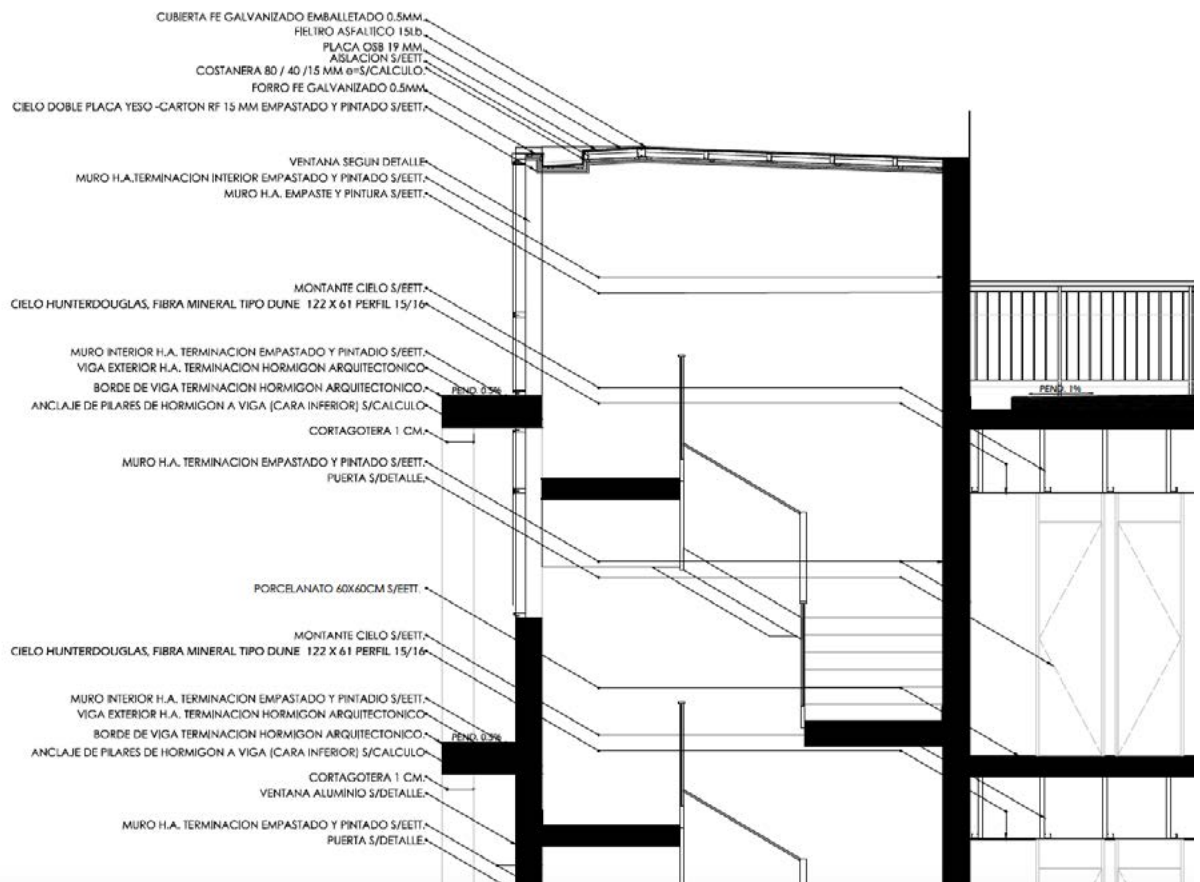 CUBIERTA FE GALVANIZADO EMBALLETADO 0.5MM.
FIELTRO ASFALTICO 15Lb
PLACA OSB 19 MM.
AISLACION S/EETT.
COSTANERA 80 / 40 /15 MM e=S/CALCULO.
FORRO FE GALVANIZADO 0.5MM.
CIELO DOBLE PLACA YESO -CARTON RF 15 MM EMPASTADO Y PINTADO S/EETT.
VENTANA SEGUN DETALLE
MURO H.A.TERMINACION INTERIOR EMPASTADO Y PINTADO S/EETT.
MURO H.A. EMPASTE Y PINTURA S/EETT.
MONTANTE CIELO S/EETT.
CIELO HUNTERDOUGLAS, FIBRA MINERAL TIPO DUNE 122 X 61 PERFIL 15/16
MURO INTERIOR H.A. TERMINACION EMPASTADO Y PINTADIO S/EETT.
VIGA EXTERIOR H.A. TERMINACION HORMIGON ARQUITECTONICO
BORDE DE VIGA TERMINACION HORMIGON ARQUITECTONICO.
PEND. 0.5%
PEND. 1%
ANCLAJE DE PILARES DE HORMIGON A VIGA (CARA INFERIOR) S/CALCULO
CORTAGOTERA 1 CM.
MURO H.A. TERMINACION EMPASTADO Y PINTADO S/EETT.
PUERTA S/DETALLE.
PORCELANATO 60X60CM S/EETT.
MONTANTE CIELO S/EETT.
CIELO HUNTERDOUGLAS, FIBRA MINERAL TIPO DUNE 122 X 61 PERFIL 15/16
MURO INTERIOR H.A. TERMINACION EMPASTADO Y PINTADIO S/EETT.
VIGA EXTERIOR H.A. TERMINACION HORMIGON ARQUITECTONICO
BORDE DE VIGA TERMINACION HORMIGON ARQUITECTONICO.
PEND. 0.5%
ANCLAJE DE PILARES DE HORMIGON A VIGA (CARA INFERIOR) S/CALCULO
CORTAGOTERA 1 CM.
VENTANA ALUMINIO S/DETALLE.
MURO H.A. TERMINACION EMPASTADO Y PINTADO S/EETT.
PUERTA S/DETALLE.